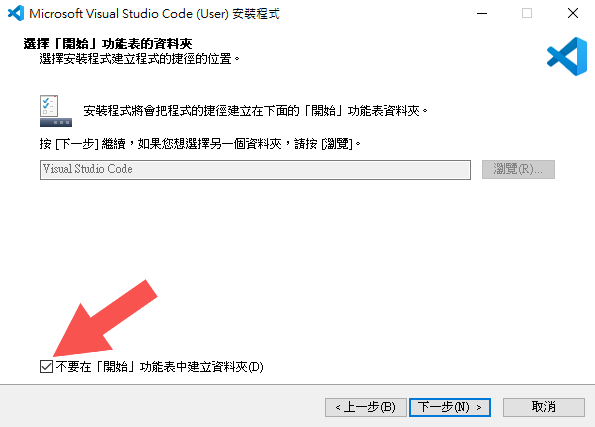 Microsoft Visual Studio Code (User) 安裝程式
選擇「開始」功能表的資料夾
選擇安裝程式建立程式的捷徑的位置。
安裝程式將會把程式的捷徑建立在下面的「開始」功能表資料夾。
按 [下一步] 繼續，如果您想選擇另一個資料夾，請按 [瀏覽]。
Visual Studio Code
瀏覽(R)...
不要在「開始」功能表中建立資料夾(D)
< 上一步(B)
下一步(N) >
取消